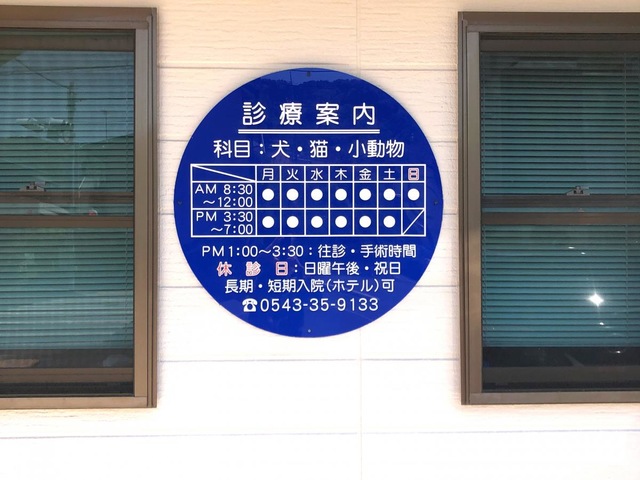 診療案内
科目：犬・猫・小動物
月 火 水 木 金 土 日
AM 8:30 ～12:00 ● ● ● ● ● ● ●
PM 3:30 ～7:00 ● ● ● ● ● ● ／
PM1:00～3:30：往診・手術時間
休診日：日曜午後・祝日
長期・短期入院（ホテル）可
☎0543-35-9133